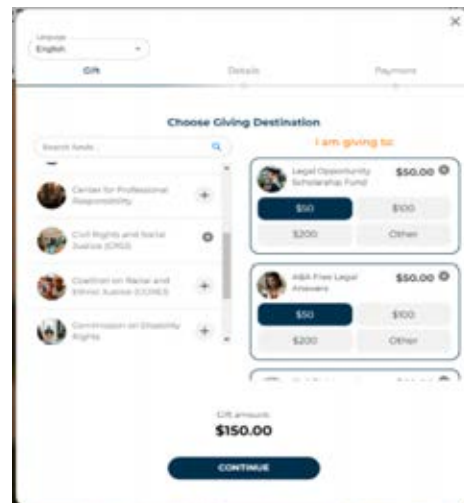 Language
English
Gift
Details
Payment
Choose Giving Destination
Search funds...
Center for Professional
Responsibility
Civil Rights and Social
Justice (CRSJ)
Coalition on Racial and
Ethnic Justice (COREJ)
Commission on Disability
Rights
I am giving to:
Legal Opportunity
Scholarship Fund
$50.00
$50
$100
$200
Other
ABA Free Legal
Answers
$50.00
$50
$100
$200
Other
Gift amount:
$150.00
CONTINUE